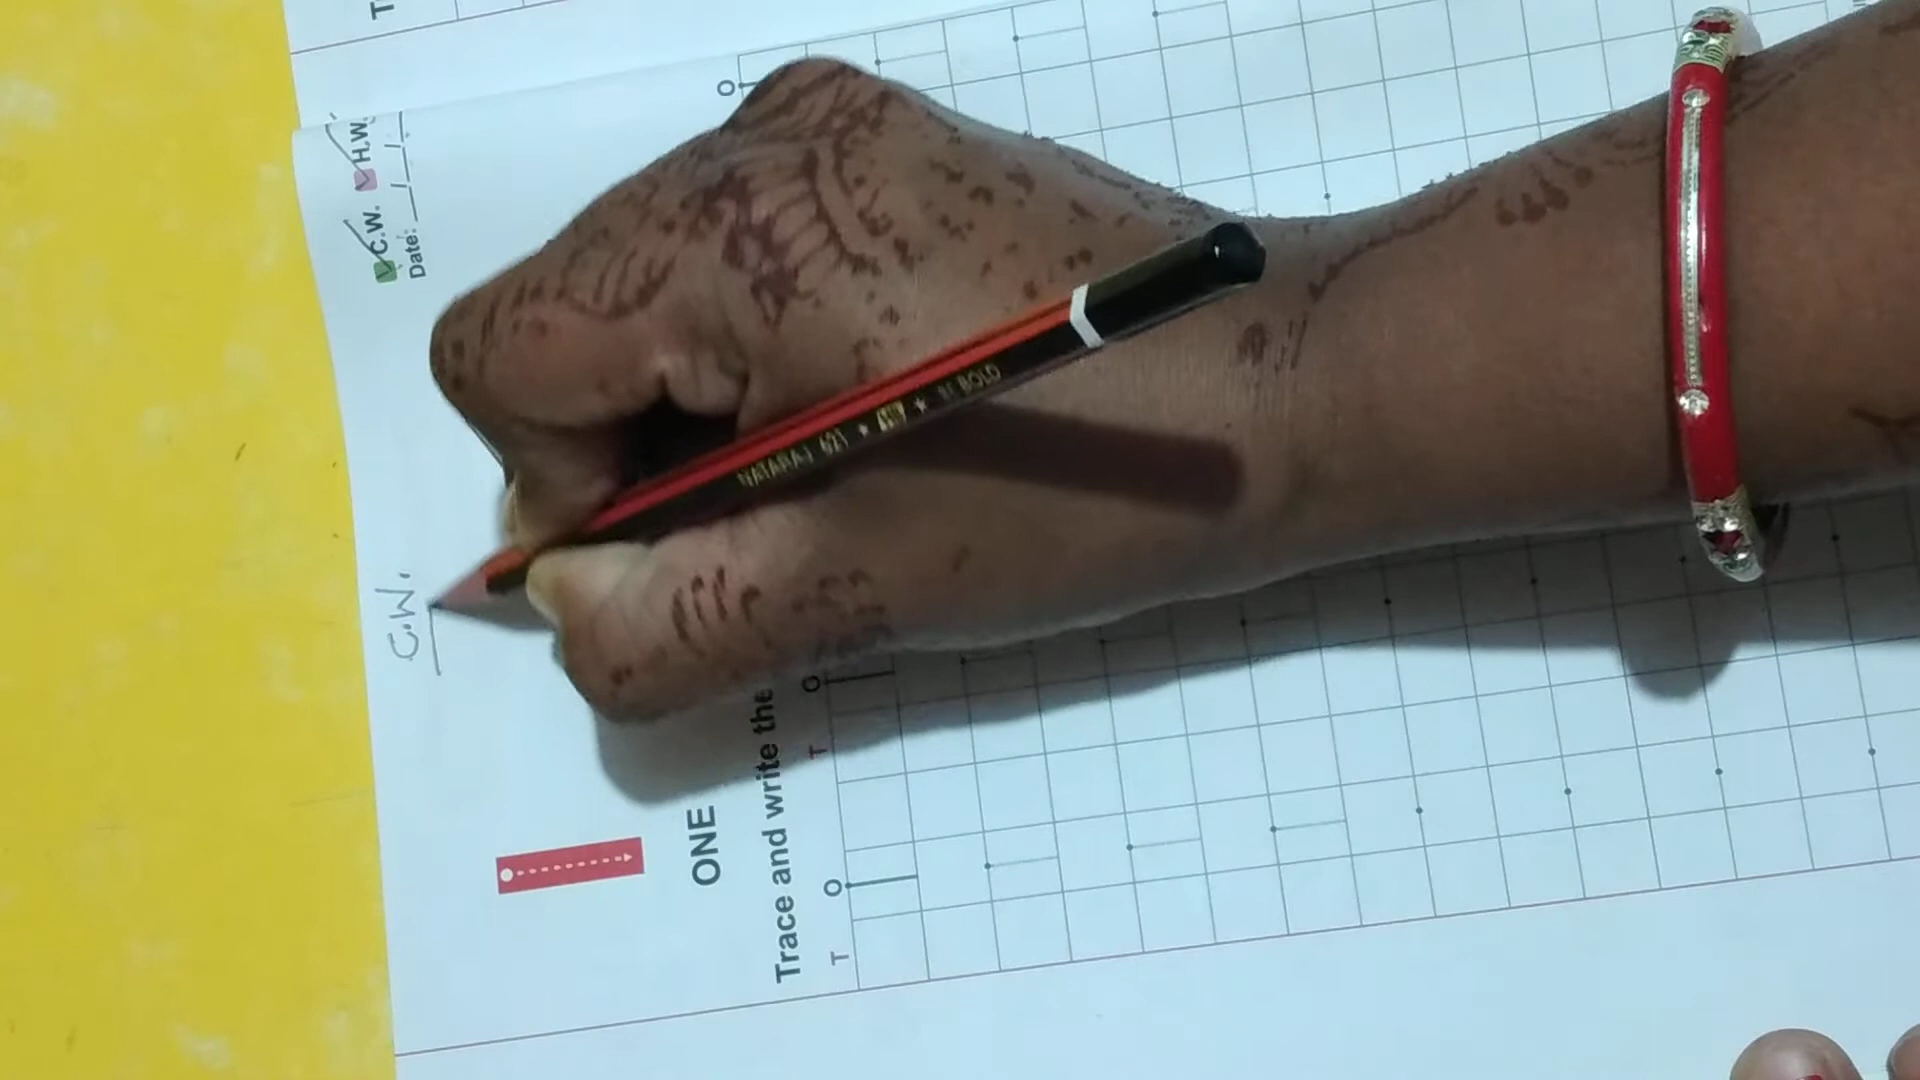 T
C.W. H.W.
Date:
C.W.
ONE
Trace and write the
T O T O O
NATARAJ 621 BOLD